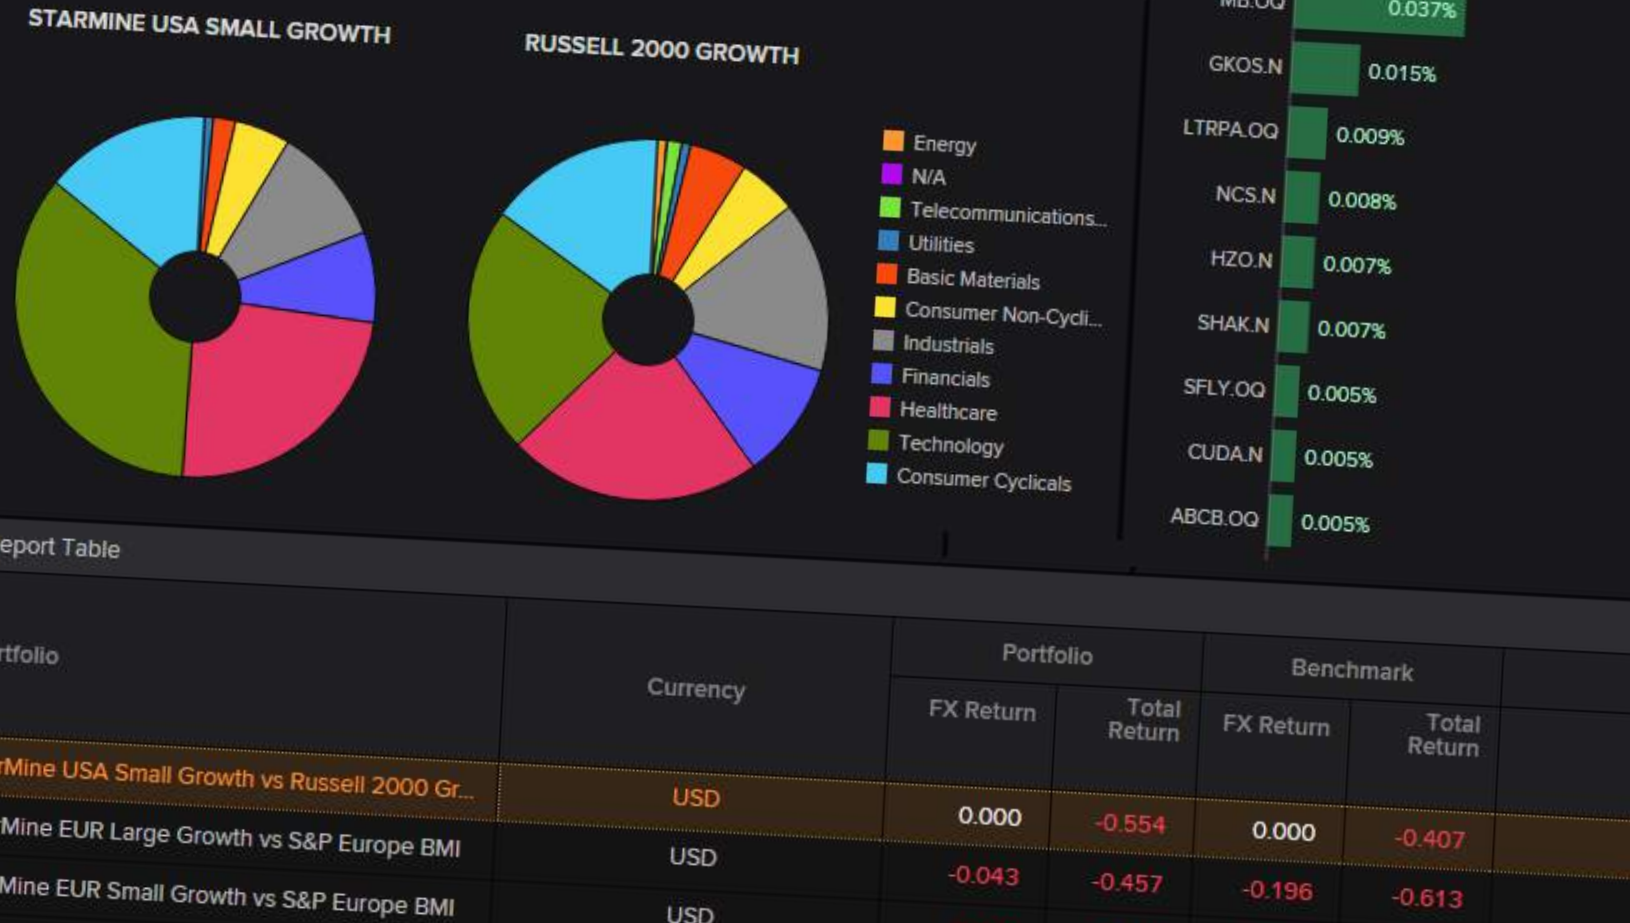 STARMINE USA SMALL GROWTH
RUSSELL 2000 GROWTH
Energy
N/A
Telecommunications...
Utilities
Basic Materials
Consumer Non-Cycli...
Industrials
Financials
Healthcare
Technology
Consumer Cyclicals
MB.OQ 0.037%
GKOS.N 0.015%
LTRPA.OQ 0.009%
NCS.N 0.008%
HZO.N 0.007%
SHAK.N 0.007%
SFLY.OQ 0.005%
CUDA.N 0.005%
ABCB.OQ 0.005%
eport Table
rtfolio
Currency
Portfolio
Benchmark
FX Return
Total
Return
FX Return
Total
Return
rMine USA Small Growth vs Russell 2000 Gr... USD 0.000 -0.554 0.000 -0.407
Mine EUR Large Growth vs S&P Europe BMI USD -0.043 -0.457 -0.196 -0.613
Mine EUR Small Growth vs S&P Europe BMI USD